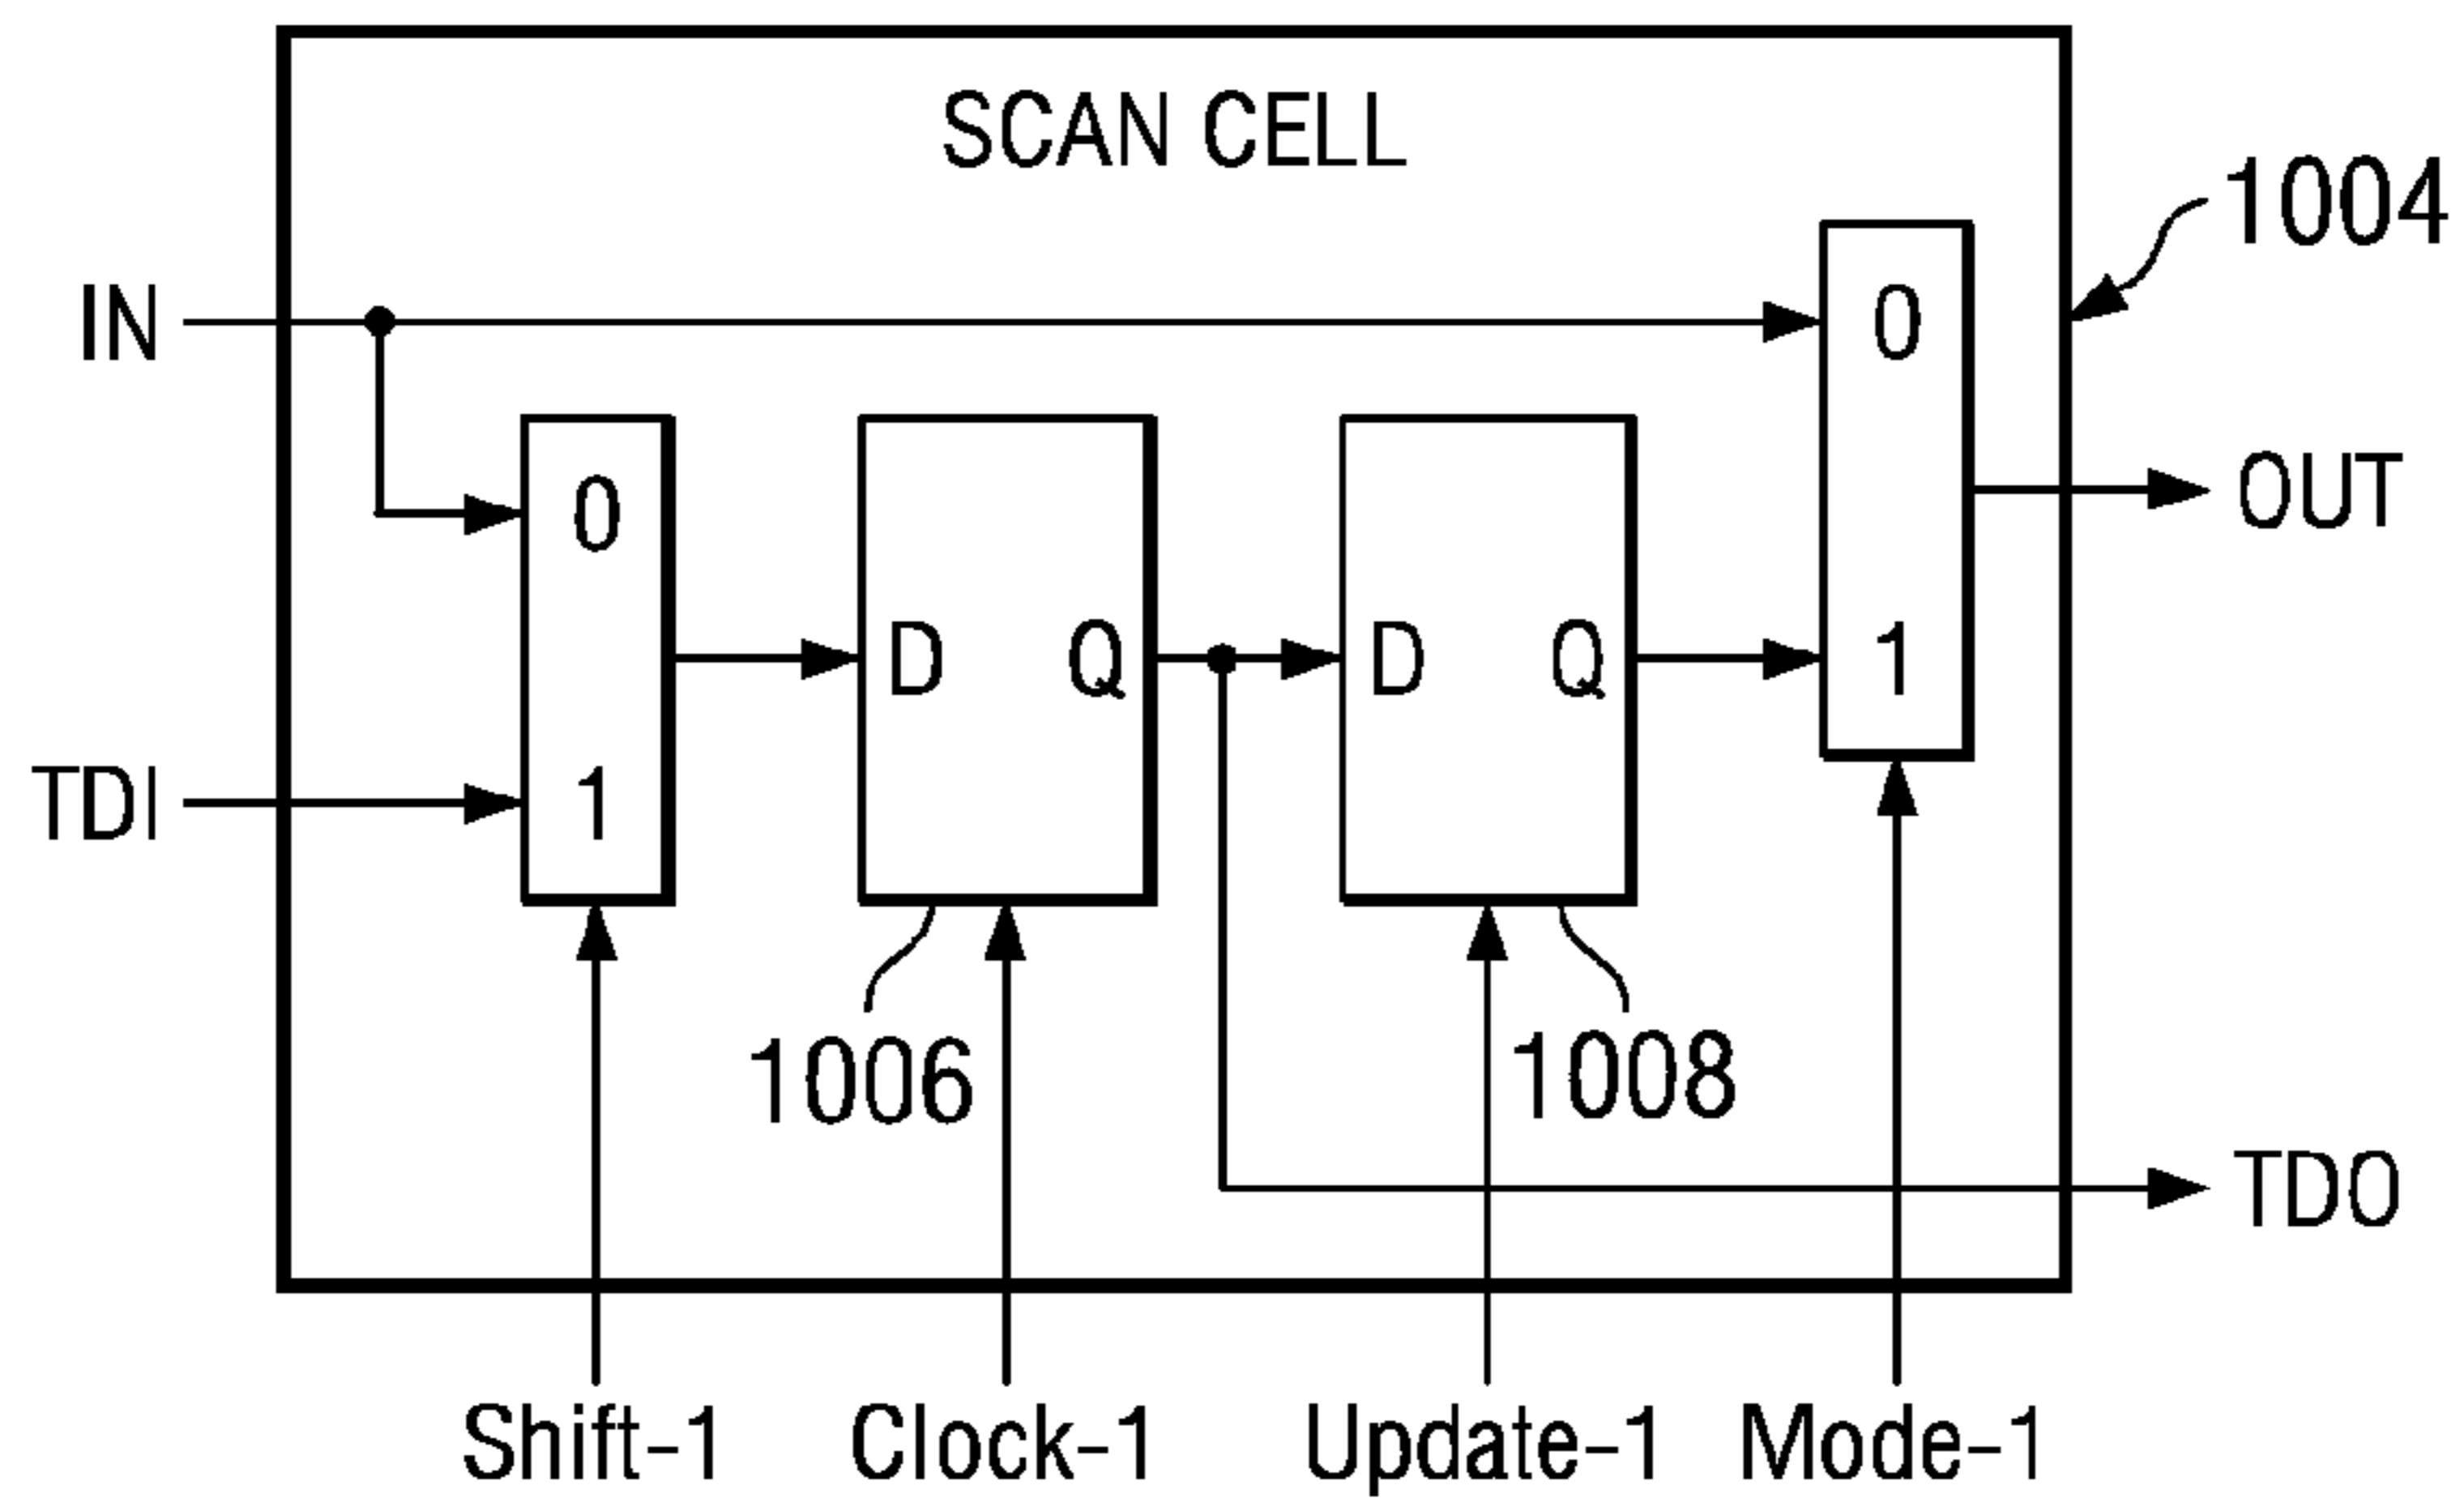 SCAN CELL
1004
IN
0
0
OUT
D Q
D Q
1
TDI
1
1006
1008
TDO
Shift-1
Clock-1
Update-1
Mode-1